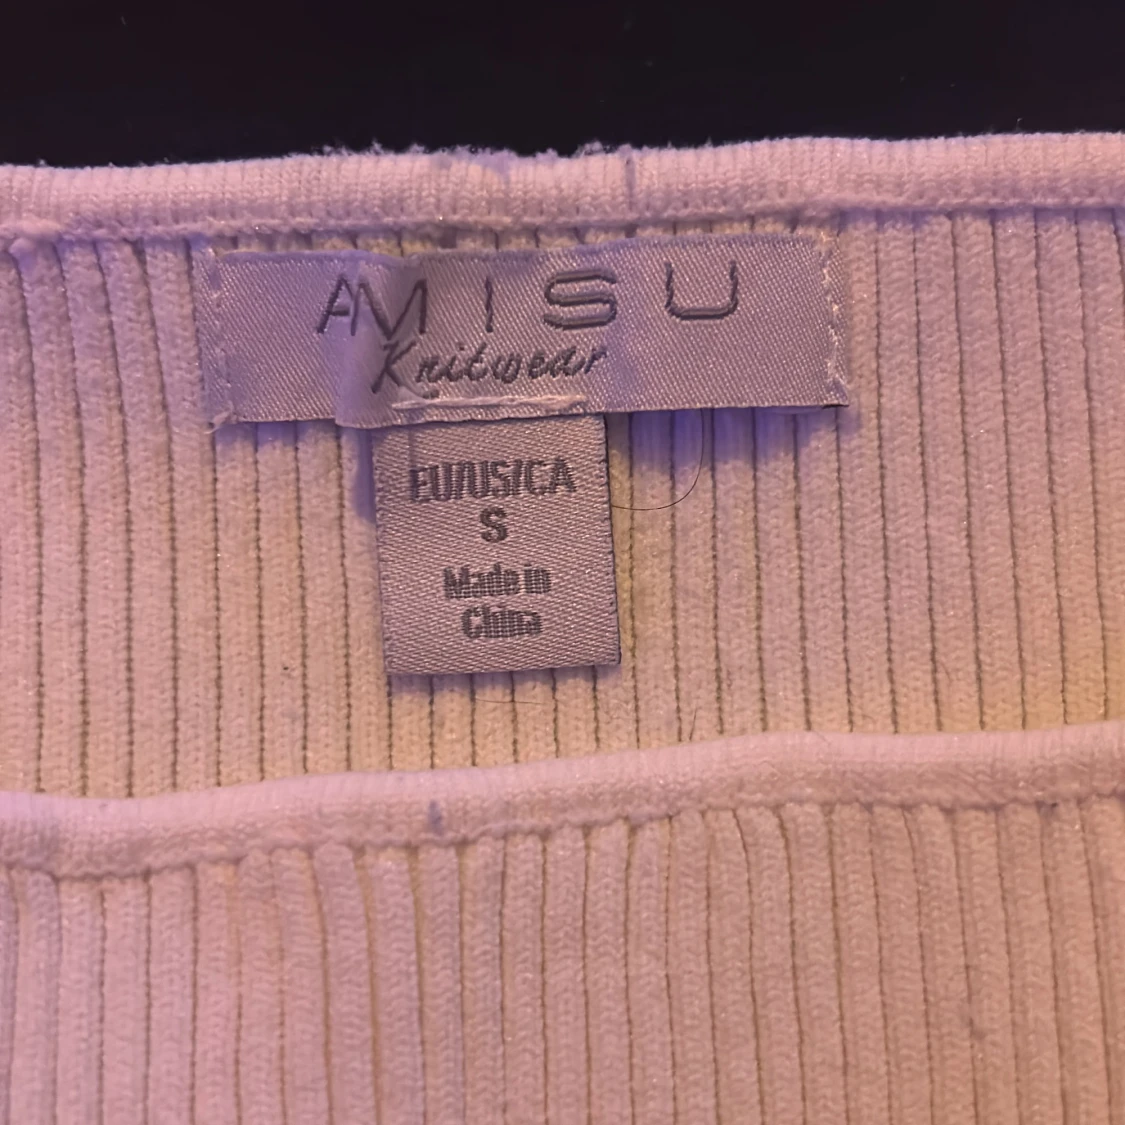 AMISU
Knitwear
EU/US/CA
S
Made in
China